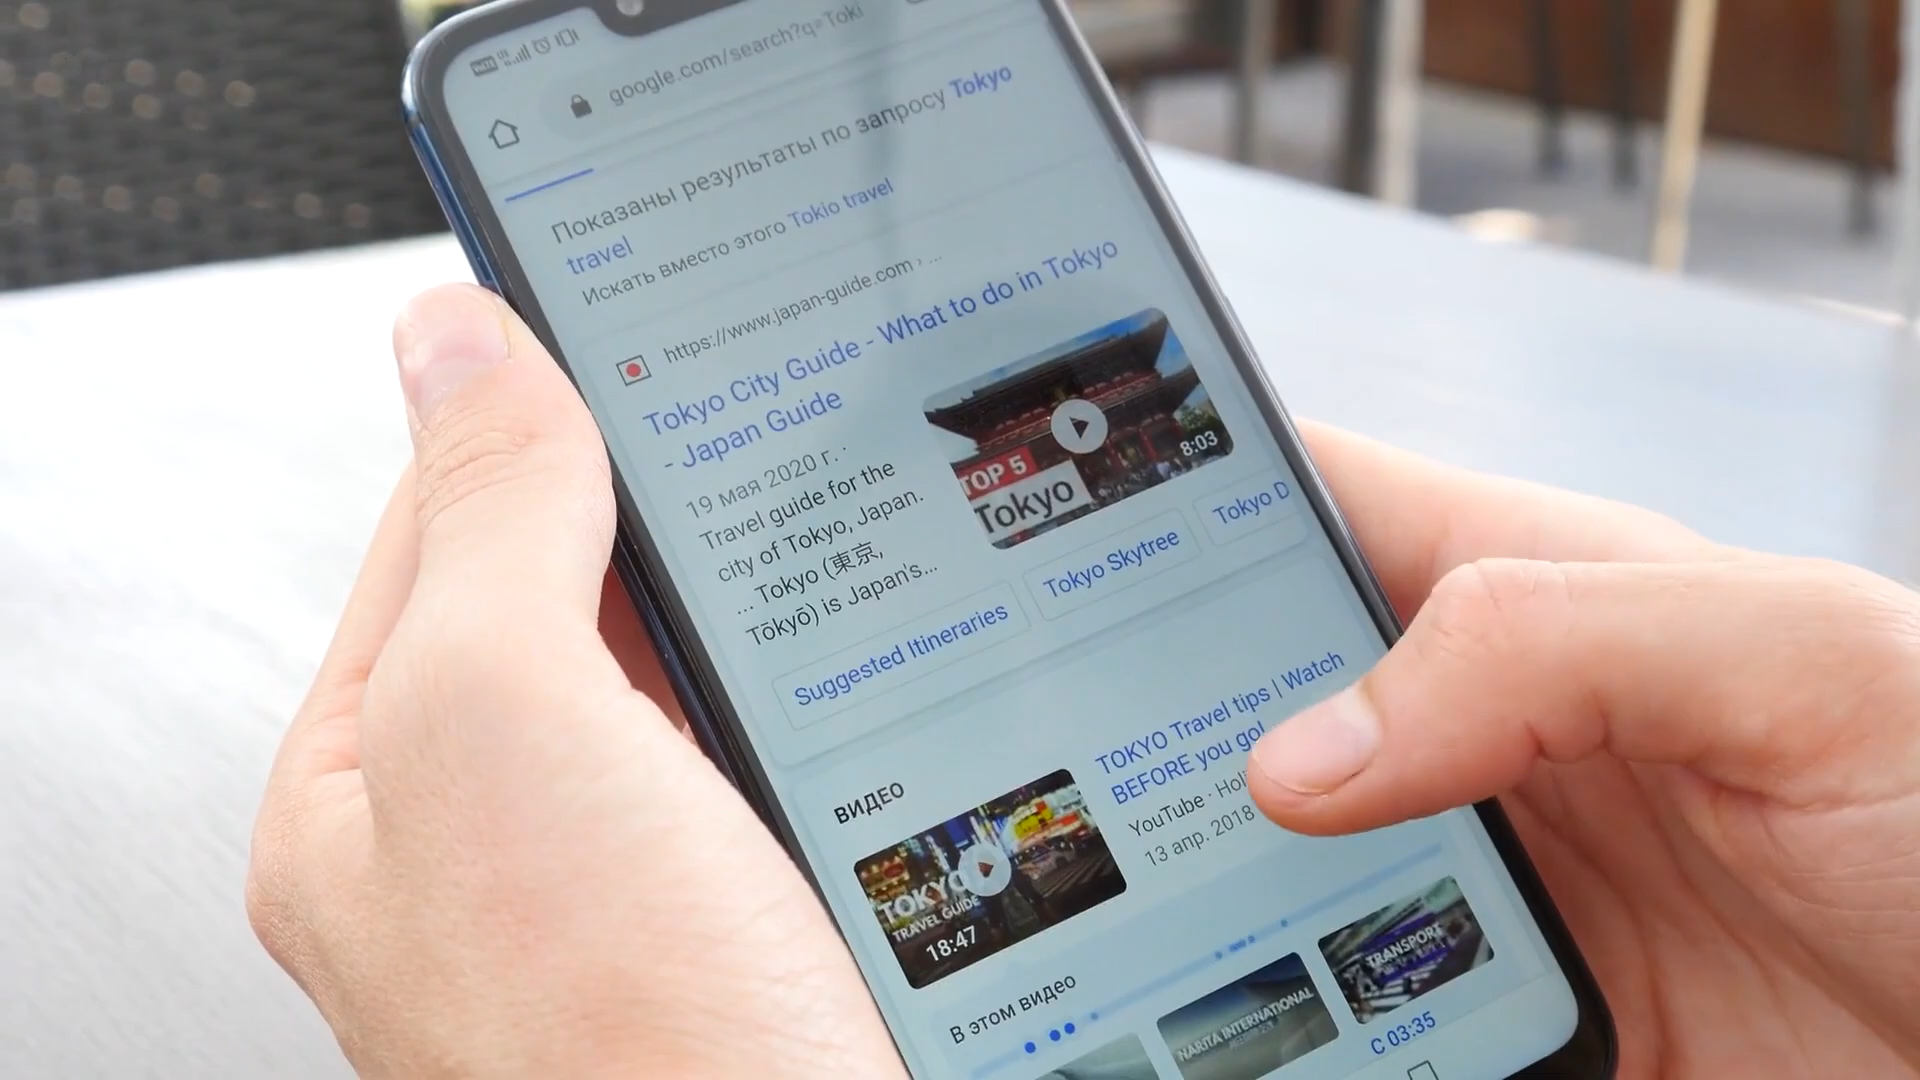 google.com/search?q=Toki
Показаны результаты по запросу Tokyo
travel
Искать вместо этого Tokio travel
https://www.japan-guide.com › ...
Tokyo City Guide - What to do in Tokyo
- Japan Guide
19 мая 2020 г. ·
Travel guide for the
city of Tokyo, Japan.
... Tokyo (東京,
Tōkyō) is Japan's...
TOP 5
Tokyo
8:03
Suggested Itineraries
Tokyo Skytree
Tokyo D
ВИДЕО
TOKYO
TRAVEL GUIDE
18:47
TOKYO Travel tips | Watch
BEFORE you go!
YouTube · Holi
13 апр. 2018
В этом видео
NARITA INTERNATIONAL
TRANSPORT
С 03:35